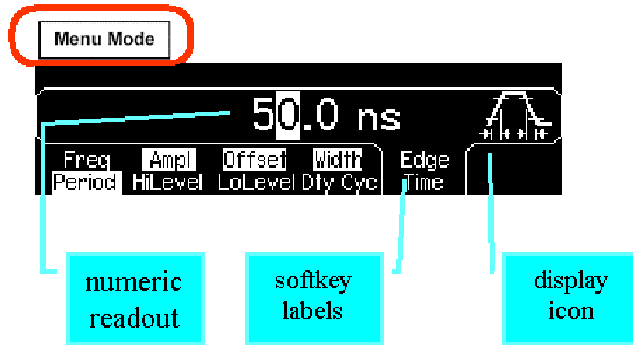 Menu Mode
50.0 ns
Freq Ampl Offset Width Edge
Period HiLevel LoLevel Dty Cyc Time
numeric softkey display
readout labels icon